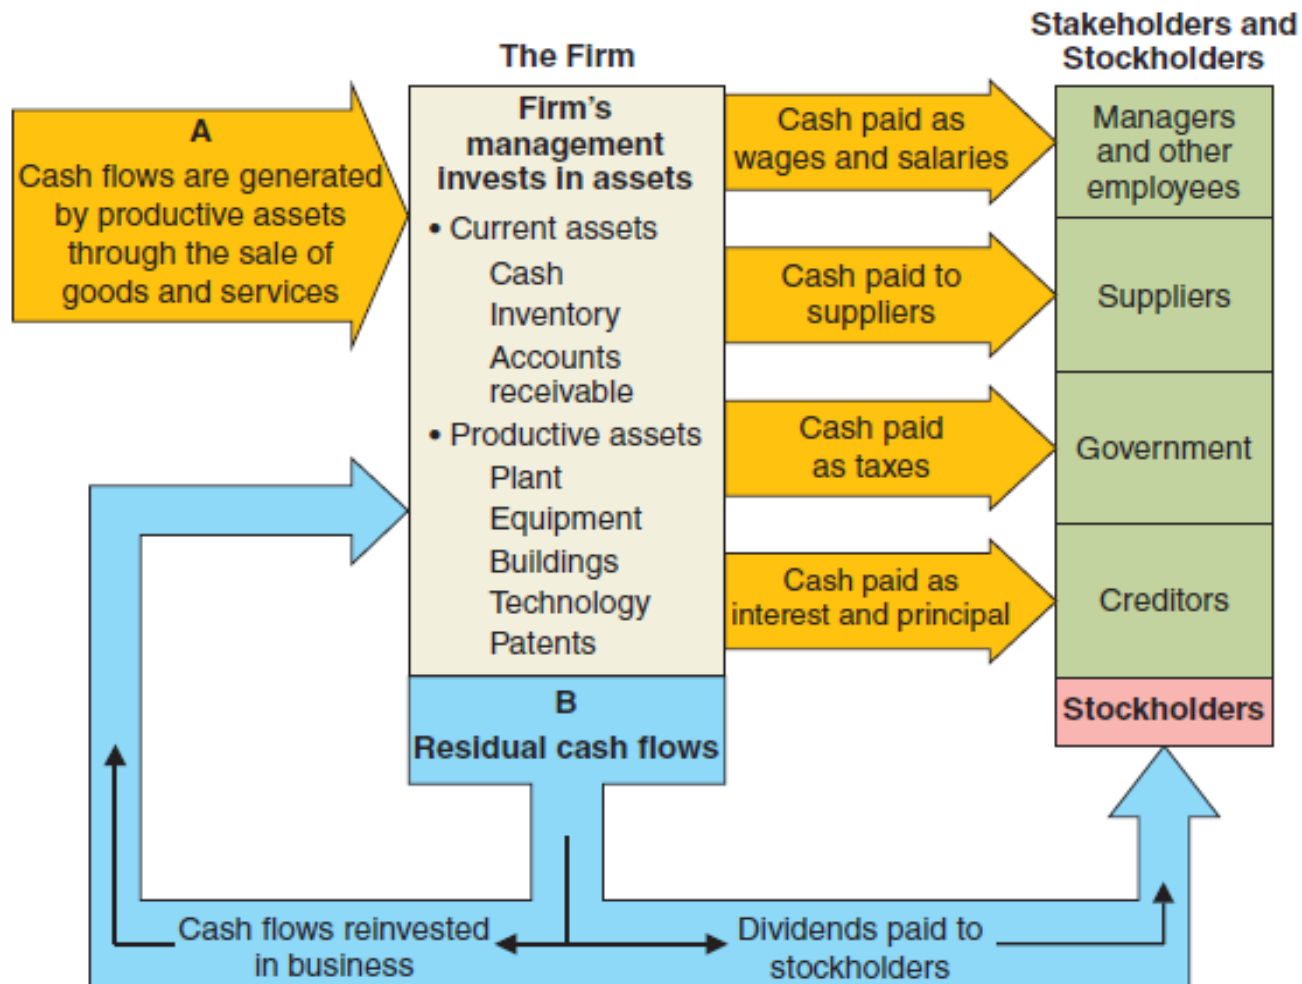 The Firm
Stakeholders and
Stockholders
A
Cash flows are generated
by productive assets
through the sale of
goods and services
Firm's
management
invests in assets
• Current assets
Cash
Inventory
Accounts
receivable
• Productive assets
Plant
Equipment
Buildings
Technology
Patents
B
Residual cash flows
Cash paid as
wages and salaries
Cash paid to
suppliers
Cash paid
as taxes
Cash paid as
interest and principal
Managers
and other
employees
Suppliers
Government
Creditors
Stockholders
Cash flows reinvested
in business
Dividends paid to
stockholders